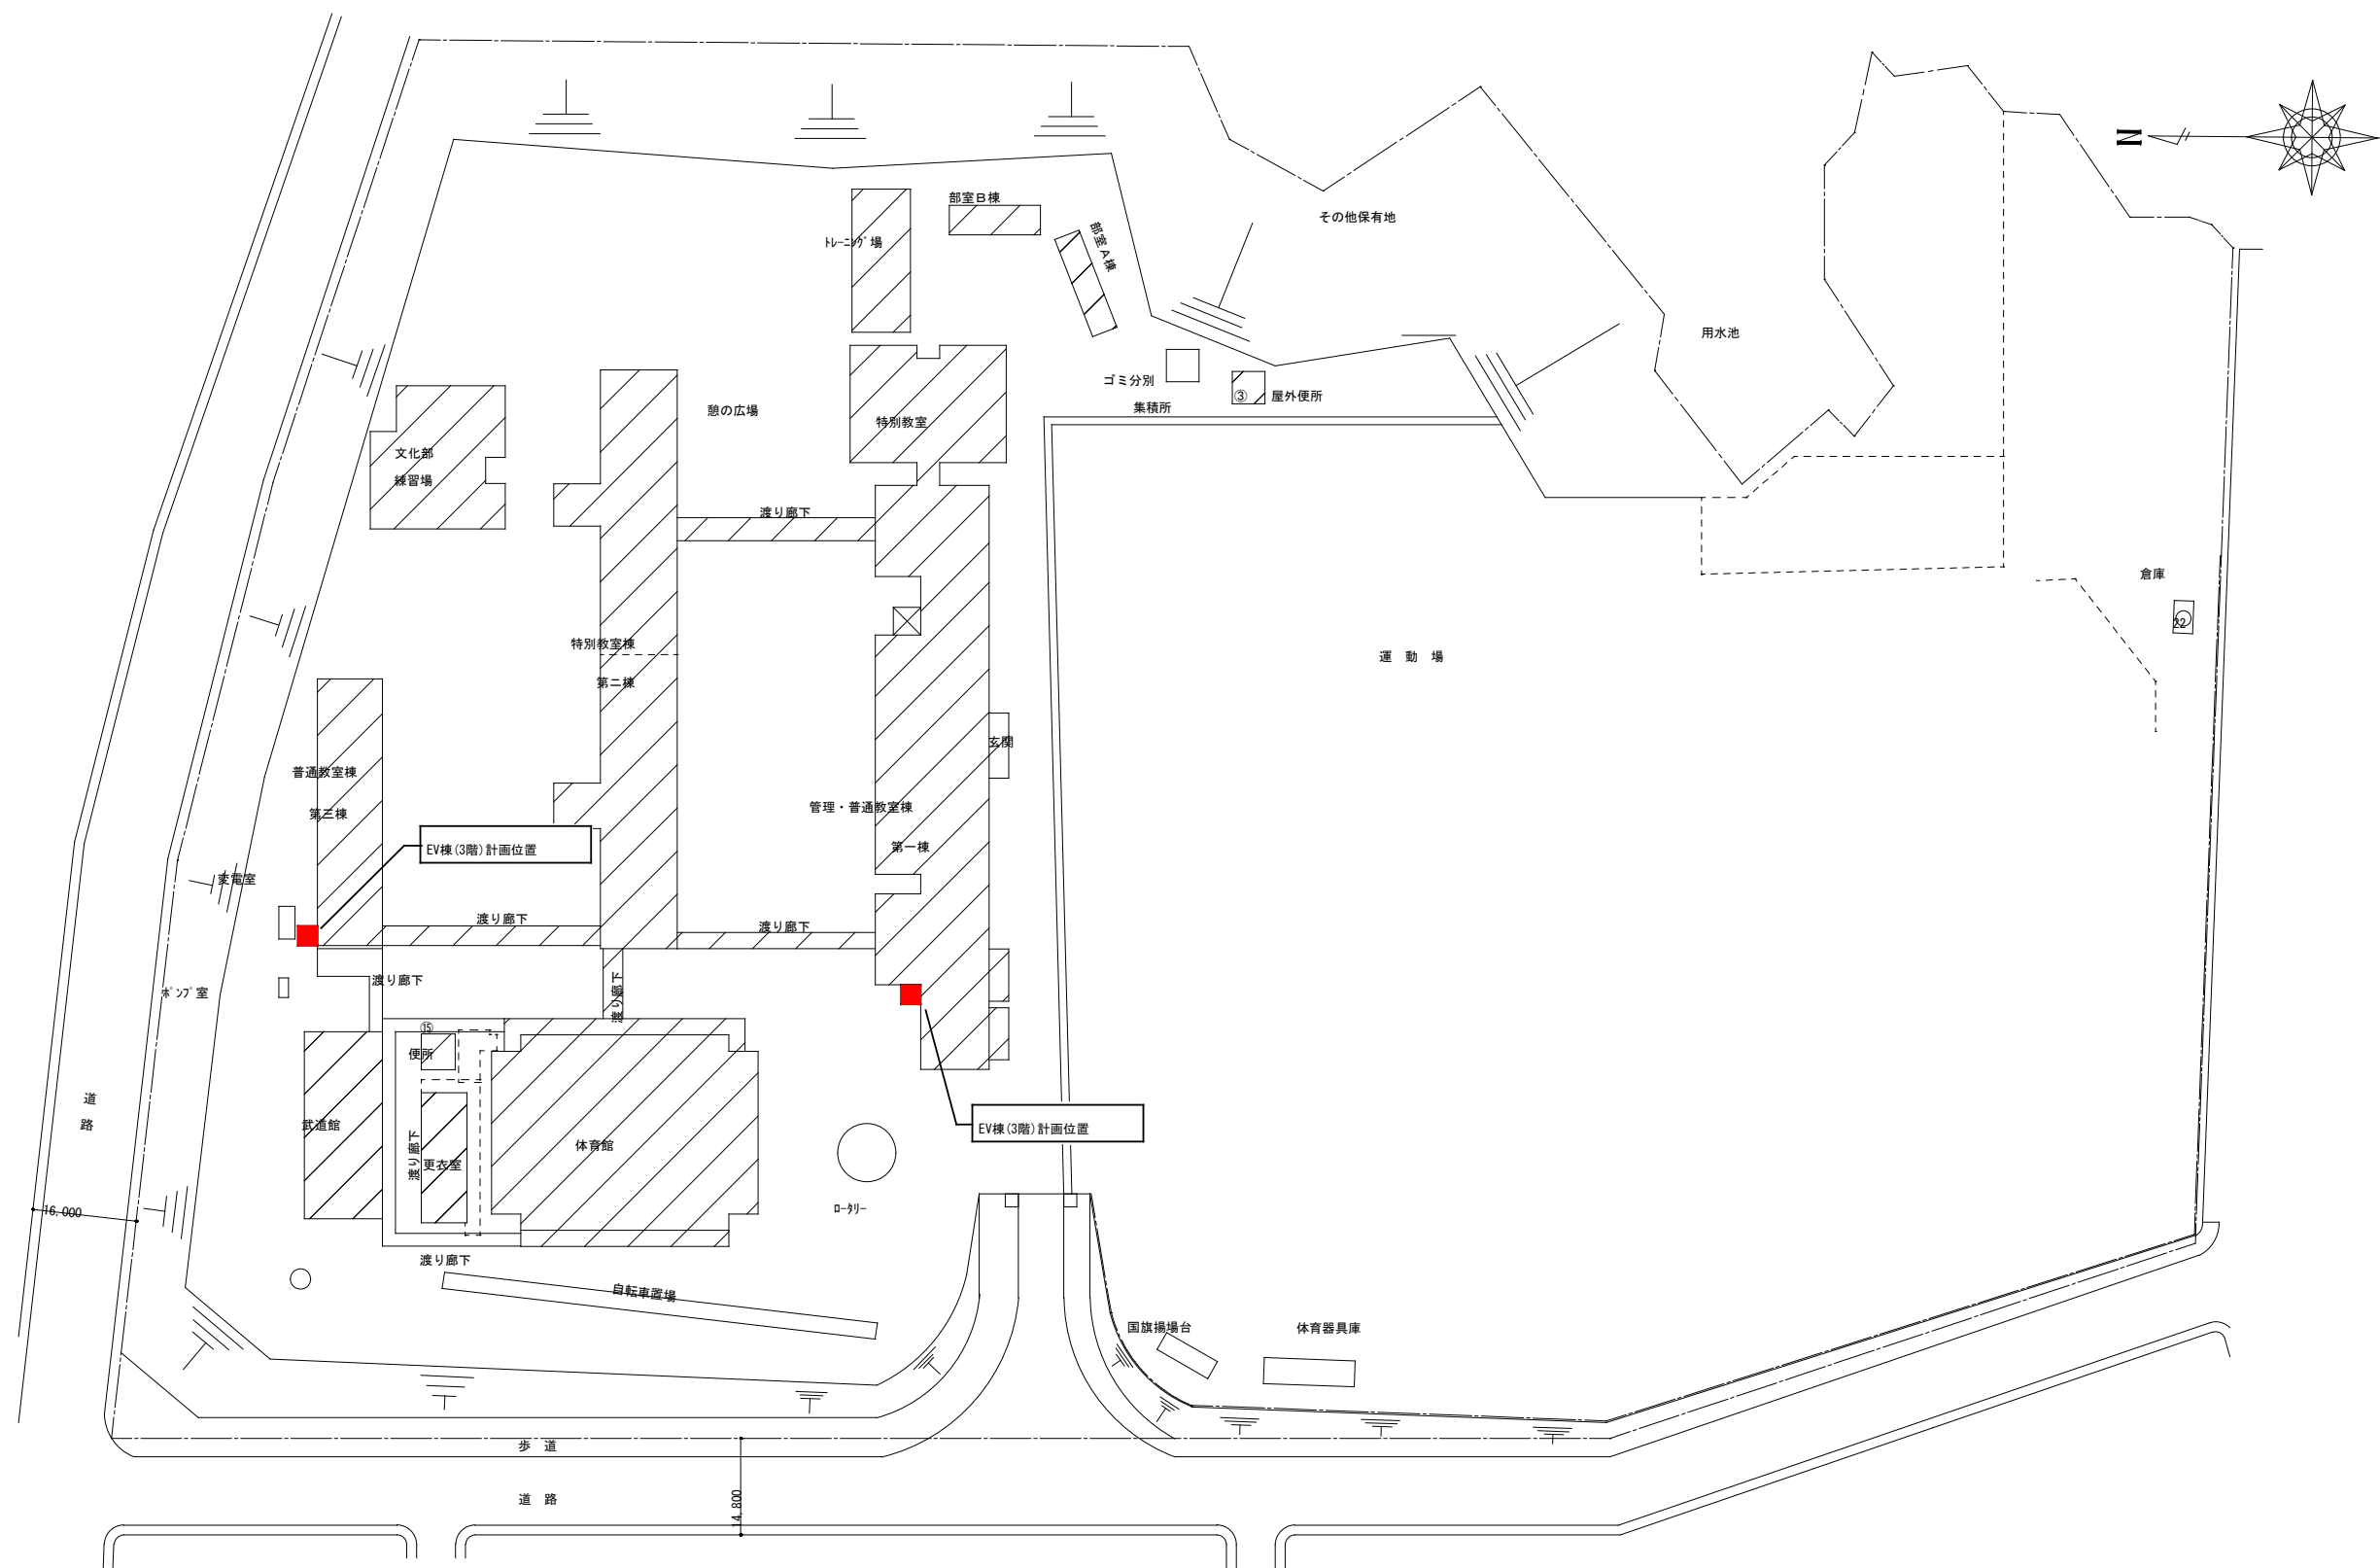 N
部室B棟
その他保有地
部室A棟
ﾄﾚｰﾆﾝｸﾞ場
用水池
ゴミ分別
③
屋外便所
集積所
憩の広場
特別教室
文化部
練習場
渡り廊下
倉庫
22
特別教室棟
第二棟
運 動 場
玄関
普通教室棟
第三棟
管理・普通教室棟
第一棟
EV棟(3階)計画位置
変電室
渡り廊下
渡り廊下
渡り廊下
渡り廊下
ﾎﾟﾝﾌﾟ室
⑮
便所
道
路
武道館
渡り廊下
更衣室
体育館
EV棟(3階)計画位置
16,000
ﾛｰﾀﾘｰ
渡り廊下
自転車置場
国旗揚場台
体育器具庫
歩 道
道 路
14,800